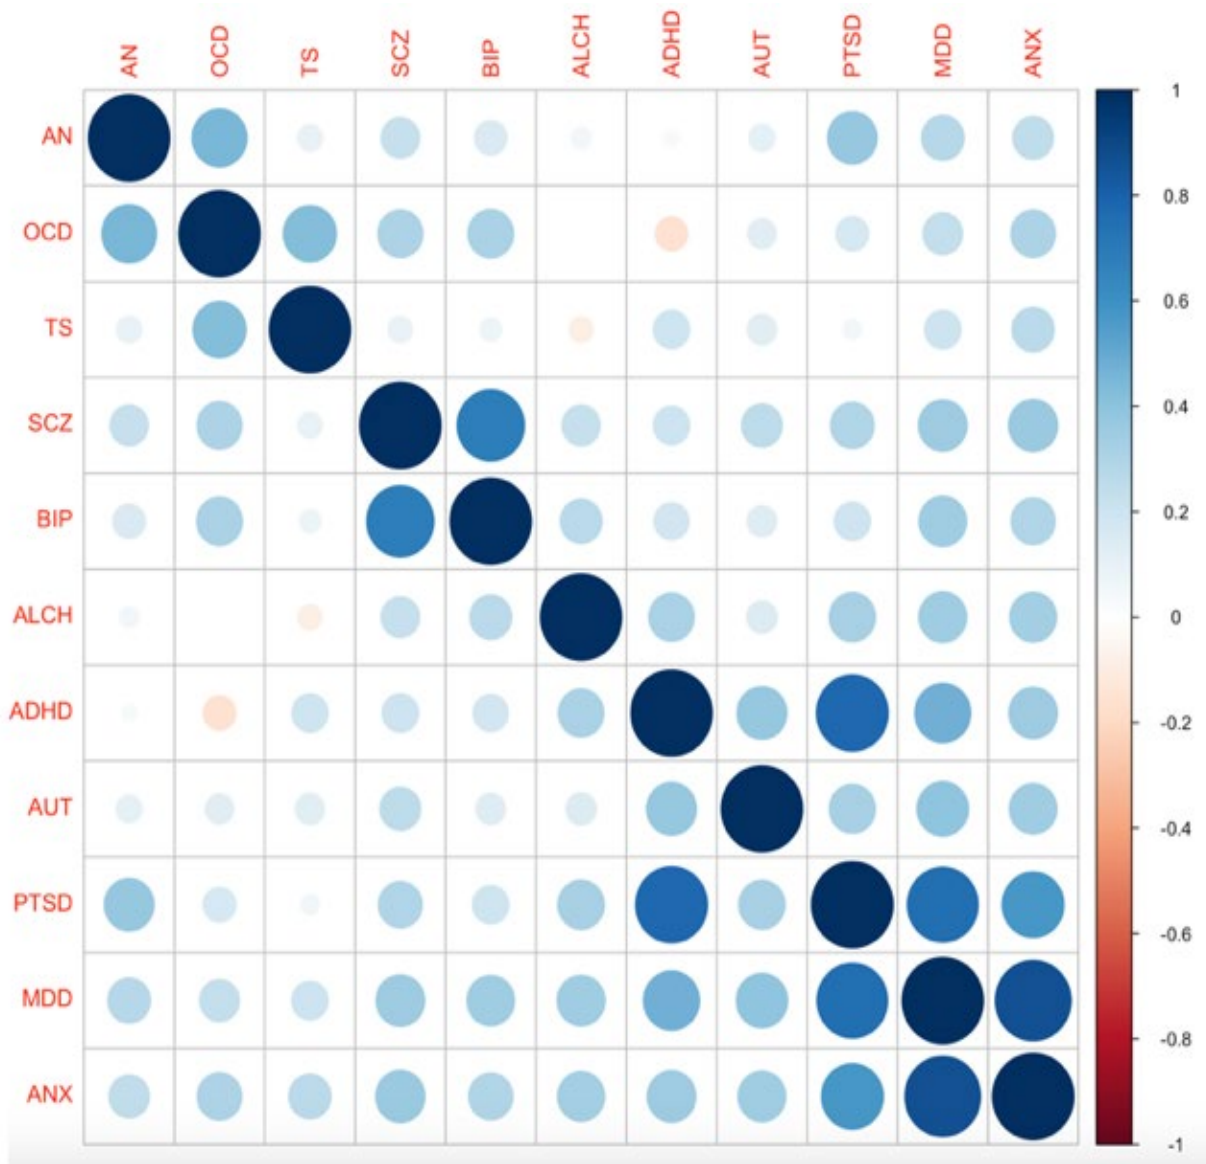 AN OCD TS SCZ BIP ALCH ADHD AUT PTSD MDD ANX
AN
OCD
TS
SCZ
BIP
ALCH
ADHD
AUT
PTSD
MDD
ANX
1
0.8
0.6
0.4
0.2
0
-0.2
-0.4
-0.6
-0.8
-1